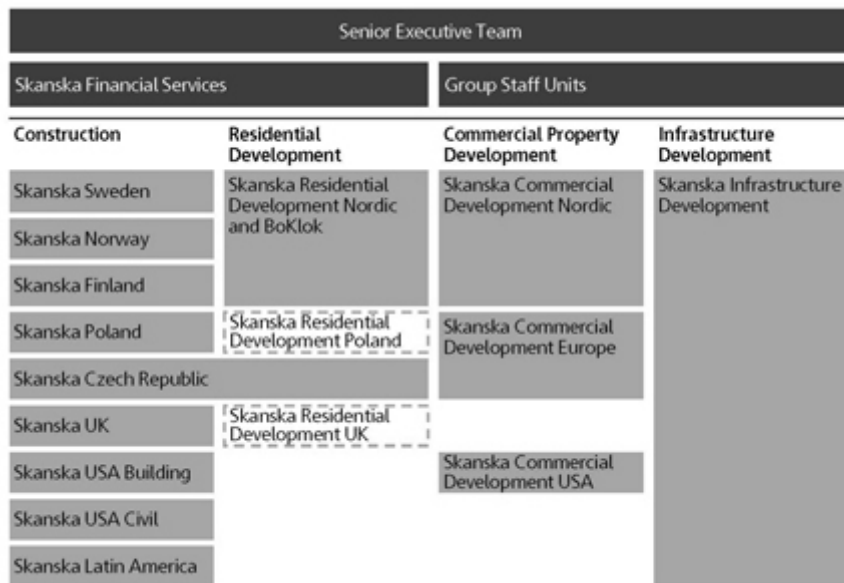 Senior Executive Team
Skanska Financial Services
Group Staff Units
Construction
Residential
Development
Commercial Property
Development
Infrastructure
Development
Skanska Sweden
Skanska Norway
Skanska Finland
Skanska Poland
Skanska Czech Republic
Skanska UK
Skanska USA Building
Skanska USA Civil
Skanska Latin America
Skanska Residential
Development Nordic
and BoKlok
Skanska Residential
Development Poland
Skanska Residential
Development UK
Skanska Commercial
Development Nordic
Skanska Commercial
Development Europe
Skanska Commercial
Development USA
Skanska Infrastructure
Development